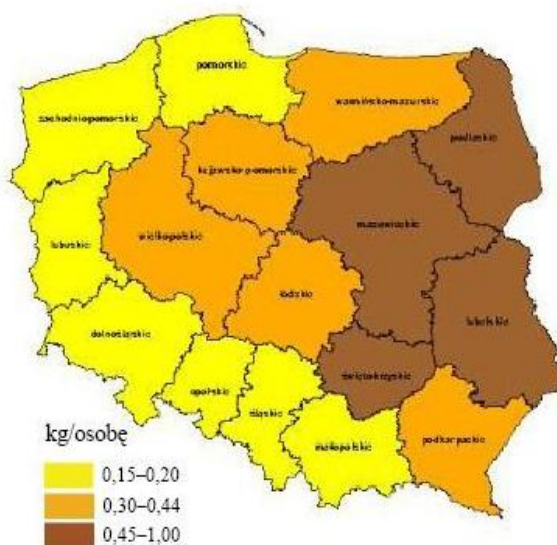 pomorskie
warmińsko-mazurskie
zachodniopomorskie
podlaskie
kujawsko-pomorskie
mazowieckie
lubuskie
wielkopolskie
łódzkie
lubelskie
dolnośląskie
świętokrzyskie
opolskie
śląskie
małopolskie
podkarpackie
kg/osobę
0,15–0,20
0,30–0,44
0,45–1,00